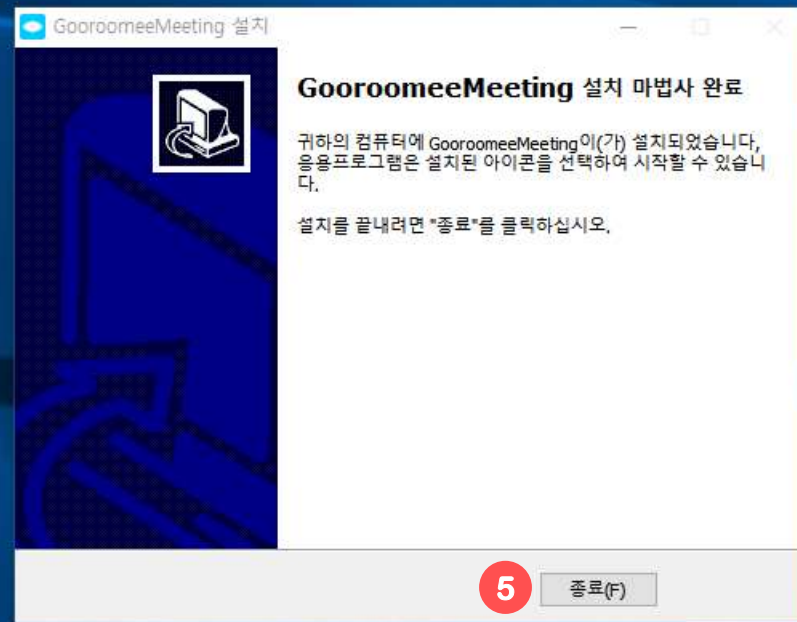 GooroomeeMeeting 설치
GooroomeeMeeting 설치 마법사 완료
귀하의 컴퓨터에 GooroomeeMeeting이(가) 설치되었습니다,
응용프로그램은 설치된 아이콘을 선택하여 시작할 수 있습니
다,
설치를 끝내려면 "종료"를 클릭하십시오,
5 종료(F)